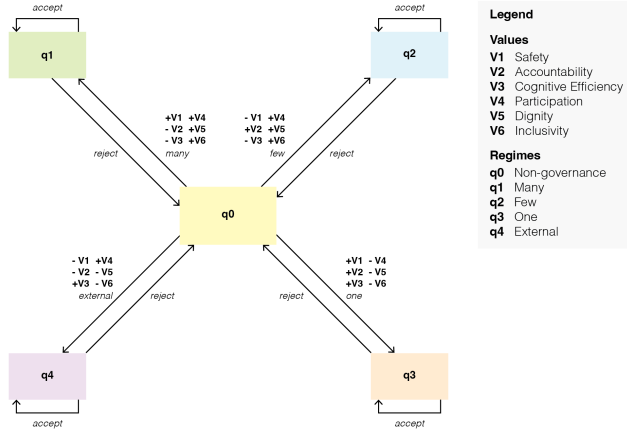 accept
accept
Legend
q1
q2
Values
V1 Safety
V2 Accountability
V3 Cognitive Efficiency
V4 Participation
V5 Dignity
V6 Inclusivity
+V1 +V4
- V2 +V5
- V3 +V6
many
- V1 +V4
+V2 +V5
- V3 +V6
few
reject
reject
Regimes
q0 Non-governance
q1 Many
q2 Few
q3 One
q4 External
q0
- V1 +V4
- V2 - V5
+V3 - V6
external
reject
+V1 - V4
+V2 - V5
+V3 - V6
one
reject
q4
q3
accept
accept